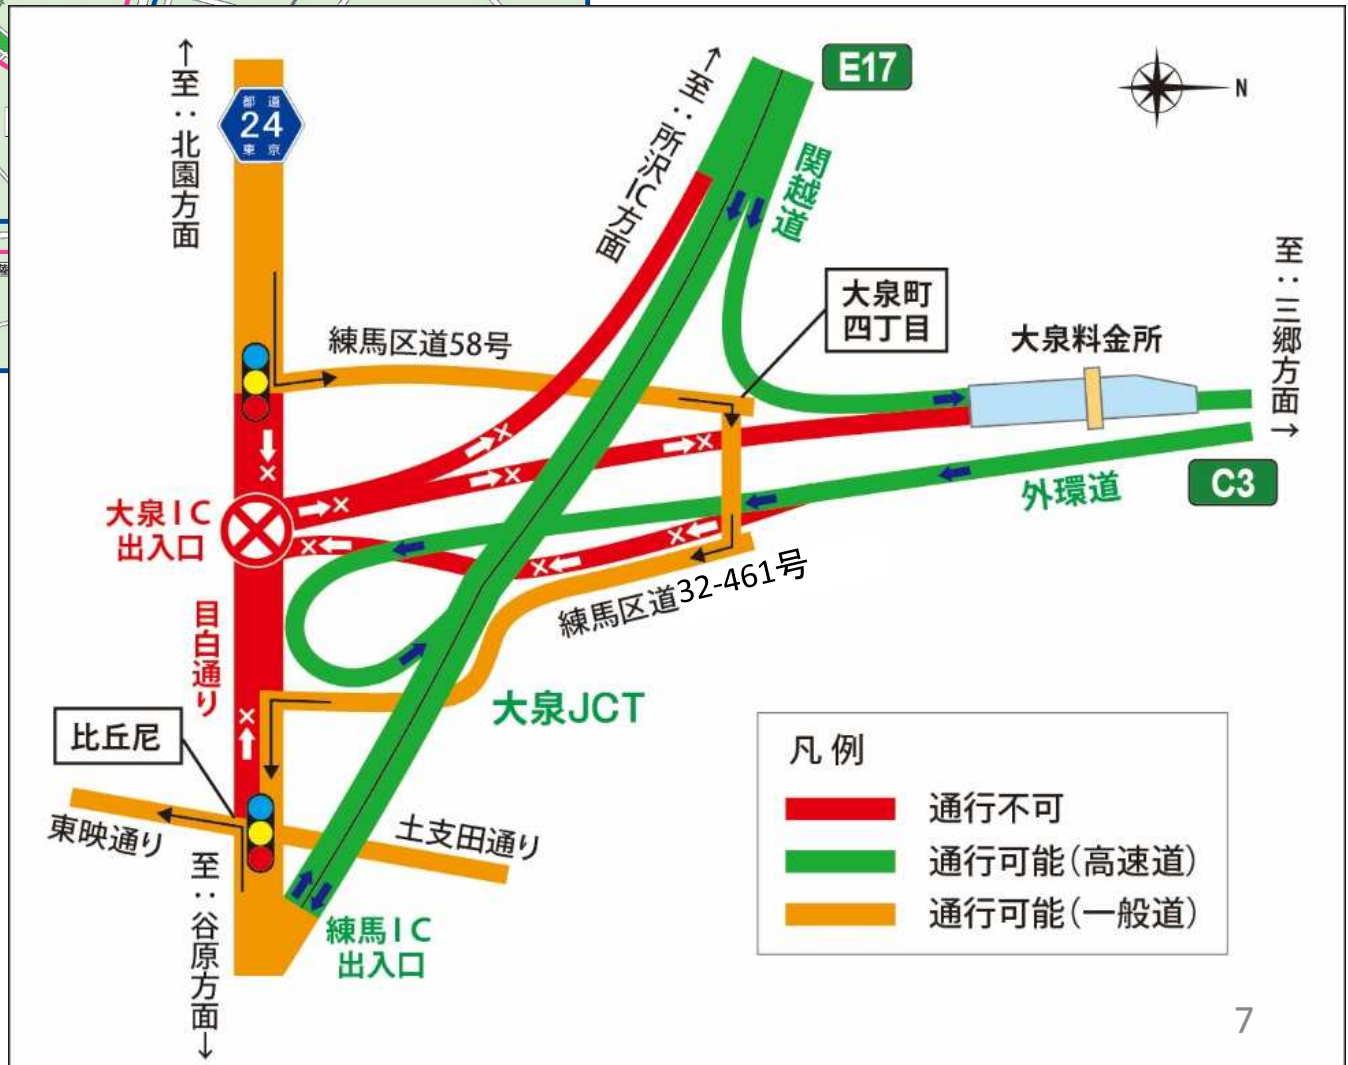 ↑至：北園方面
都道
24
東京
↑至：所沢IC方面
E17
関越道
N
大泉町
四丁目
大泉料金所
至：三郷方面→
練馬区道58号
大泉IC
出入口
外環道
C3
目白通り
練馬区道32-461号
大泉JCT
比丘尼
東映通り
土支田通り
至：谷原方面↓
練馬IC
出入口
凡例
通行不可
通行可能(高速道)
通行可能(一般道)
7